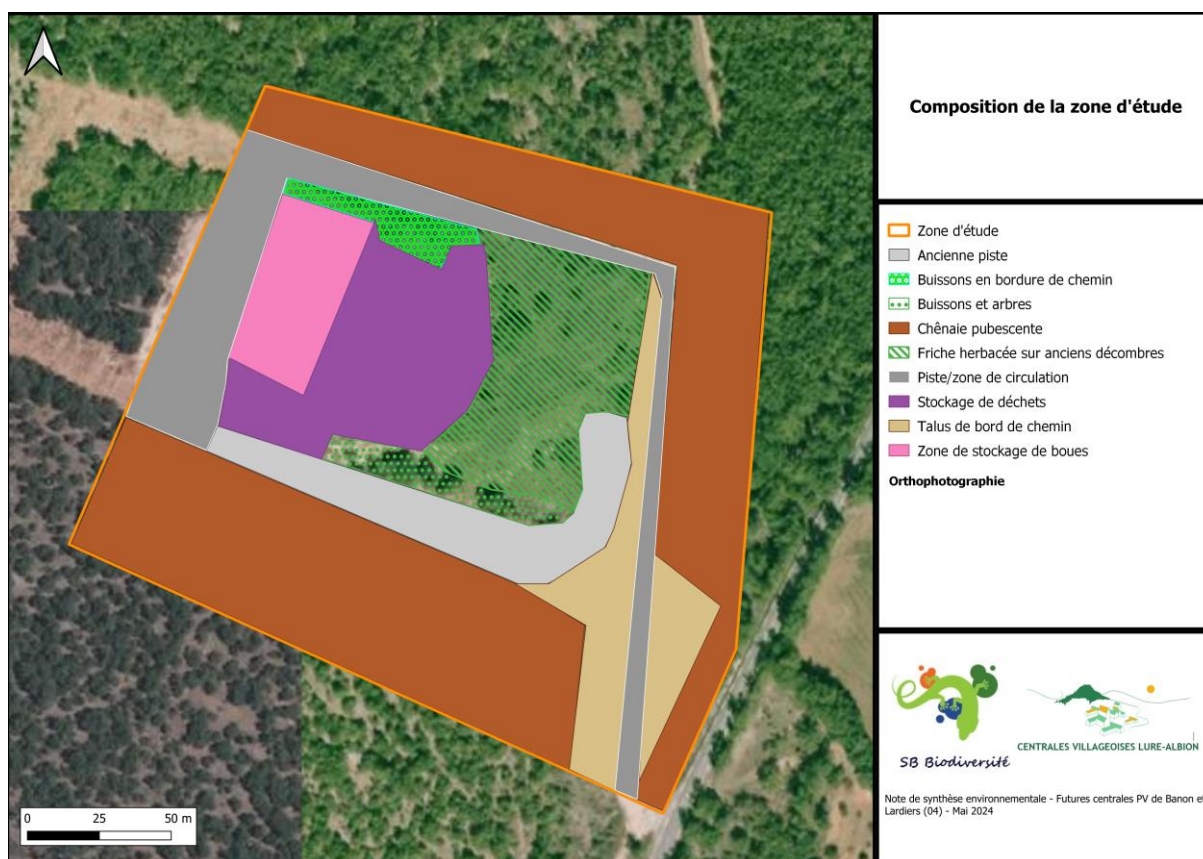 Composition de la zone d'étude
Zone d'étude
Ancienne piste
Buissons en bordure de chemin
Buissons et arbres
Chênaie pubescente
Friche herbacée sur anciens décombres
Piste/zone de circulation
Stockage de déchets
Talus de bord de chemin
Zone de stockage de boues
Orthophotographie
SB Biodiversité
CENTRALES VILLAGEOISES LURE-ALBION
Note de synthèse environnementale - Futures centrales PV de Banon et
Lardiers (04) - Mai 2024
0 25 50 m